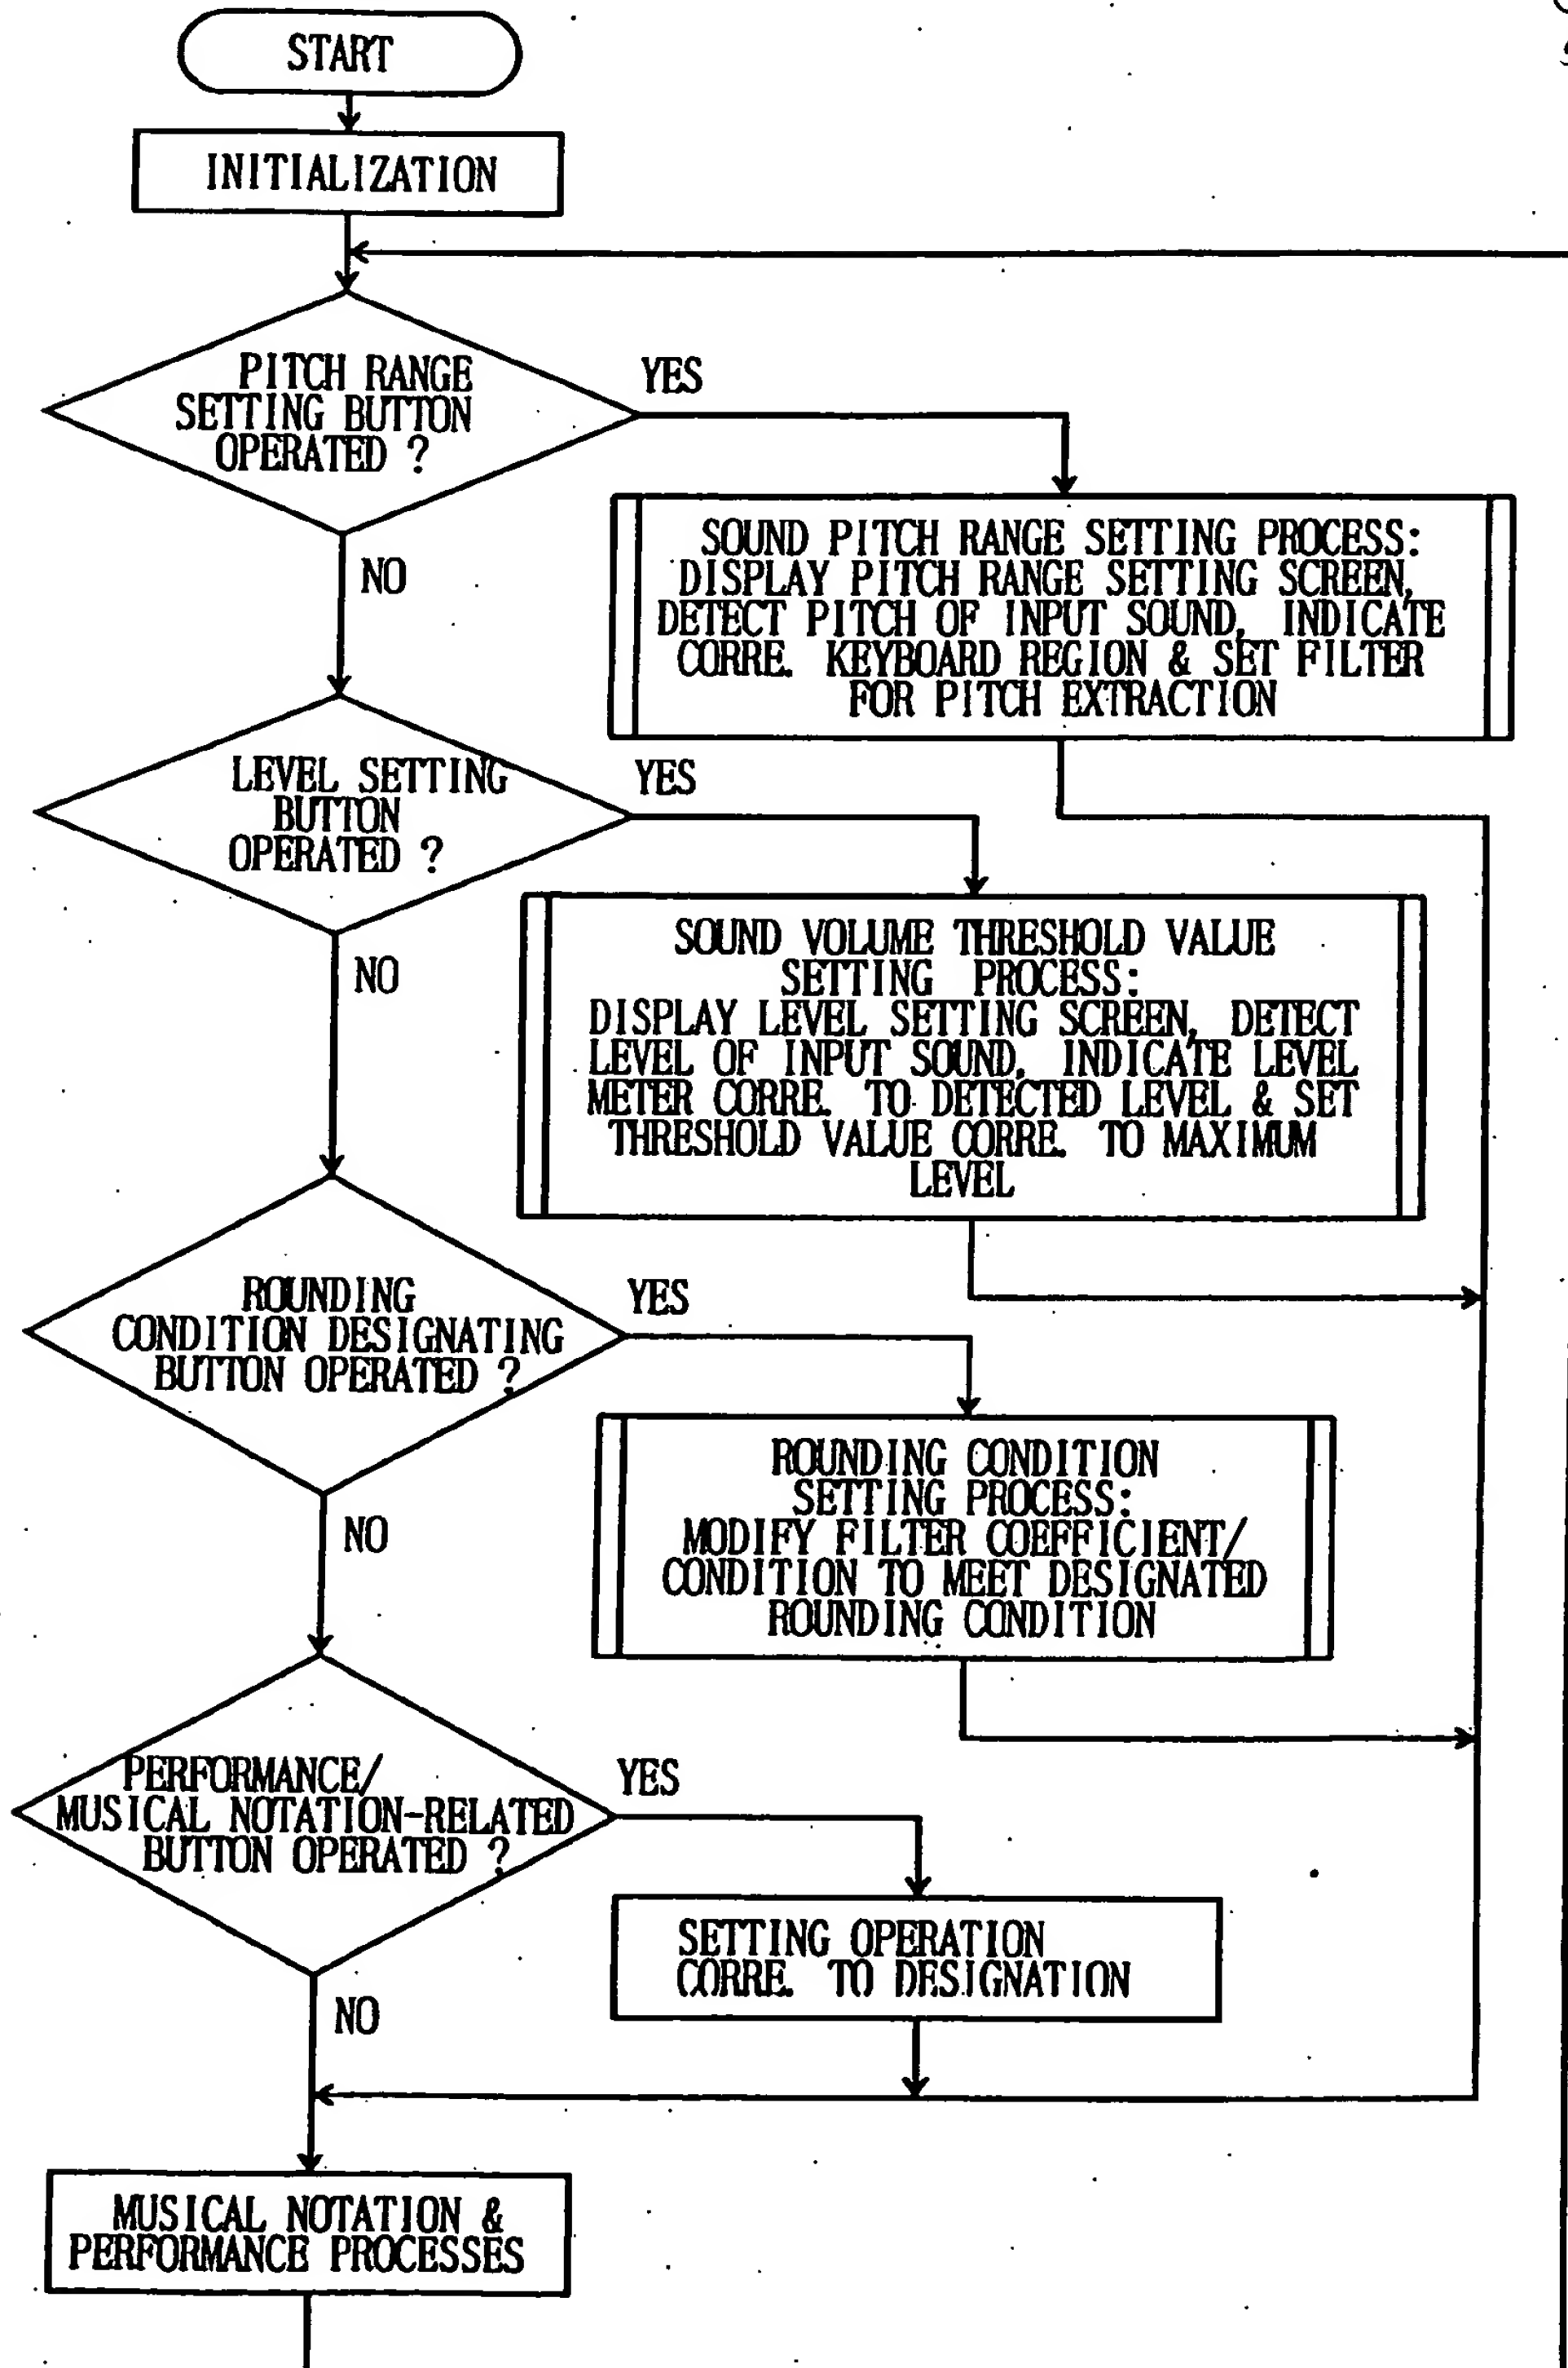 START
INITIALIZATION
PITCH RANGE
SETTING BUTTON
OPERATED ?
YES
NO
SOUND PITCH RANGE SETTING PROCESS:
DISPLAY PITCH RANGE SETTING SCREEN,
DETECT PITCH OF INPUT SOUND, INDICATE
CORRE. KEYBOARD REGION & SET FILTER
FOR PITCH EXTRACTION
LEVEL SETTING
BUTTON
OPERATED ?
YES
NO
SOUND VOLUME THRESHOLD VALUE
SETTING PROCESS:
DISPLAY LEVEL SETTING SCREEN, DETECT
LEVEL OF INPUT SOUND, INDICATE LEVEL
METER CORRE. TO DETECTED LEVEL & SET
THRESHOLD VALUE CORRE. TO MAXIMUM
LEVEL
ROUNDING
CONDITION DESIGNATING
BUTTON OPERATED ?
YES
NO
ROUNDING CONDITION
SETTING PROCESS:
MODIFY FILTER COEFFICIENT/
CONDITION TO MEET DESIGNATED
ROUNDING CONDITION
PERFORMANCE/
MUSICAL NOTATION-RELATED
BUTTON OPERATED ?
YES
NO
SETTING OPERATION
CORRE. TO DESIGNATION
MUSICAL NOTATION &
PERFORMANCE PROCESSES